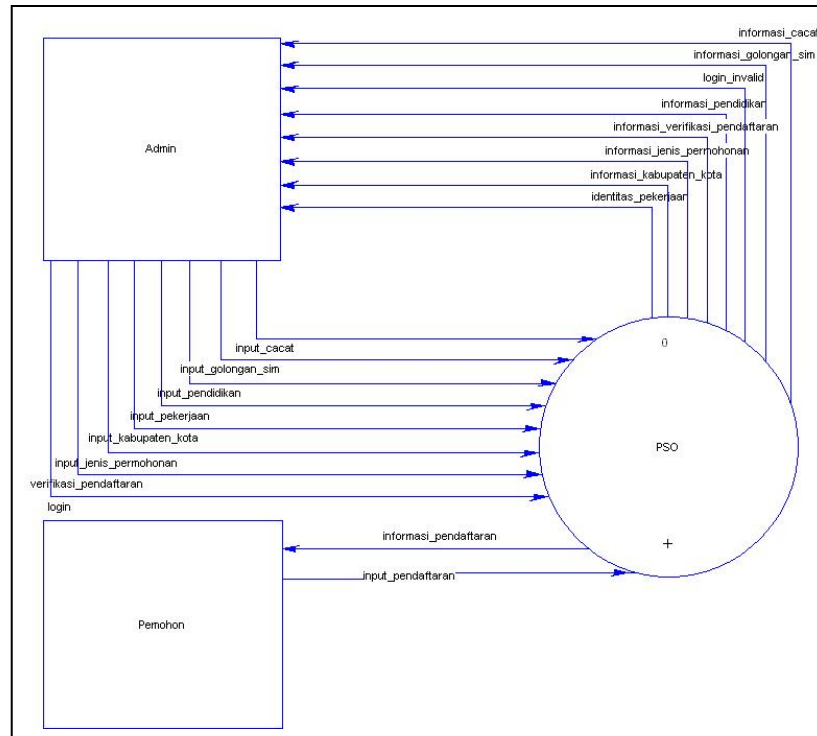 informasi_cacat
informasi_golongan_sim
login_invalid
informasi_pendidikan
informasi_verifikasi_pendaftaran
informasi_jenis_permohonan
informasi_kabupaten_kota
identitas_pekerjaan
Admin
0
input_cacat
input_golongan_sim
input_pendidikan
input_pekerjaan
input_kabupaten_kota
input_jenis_permohonan
verifikasi_pendaftaran
login
PSO
+
informasi_pendaftaran
input_pendaftaran
Pemohon